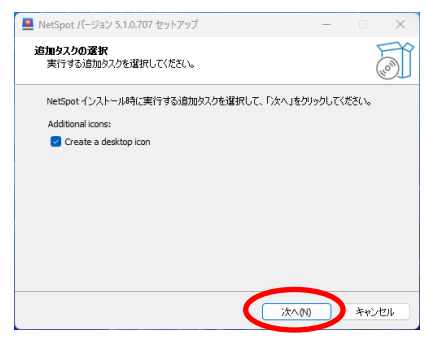 NetSpot バージョン 5.1.0.707 セットアップ
追加タスクの選択
実行する追加タスクを選択してください。
NetSpot インストール時に実行する追加タスクを選択して、「次へ」をクリックしてください。
Additional icons:
Create a desktop icon
次へ(N)
キャンセル